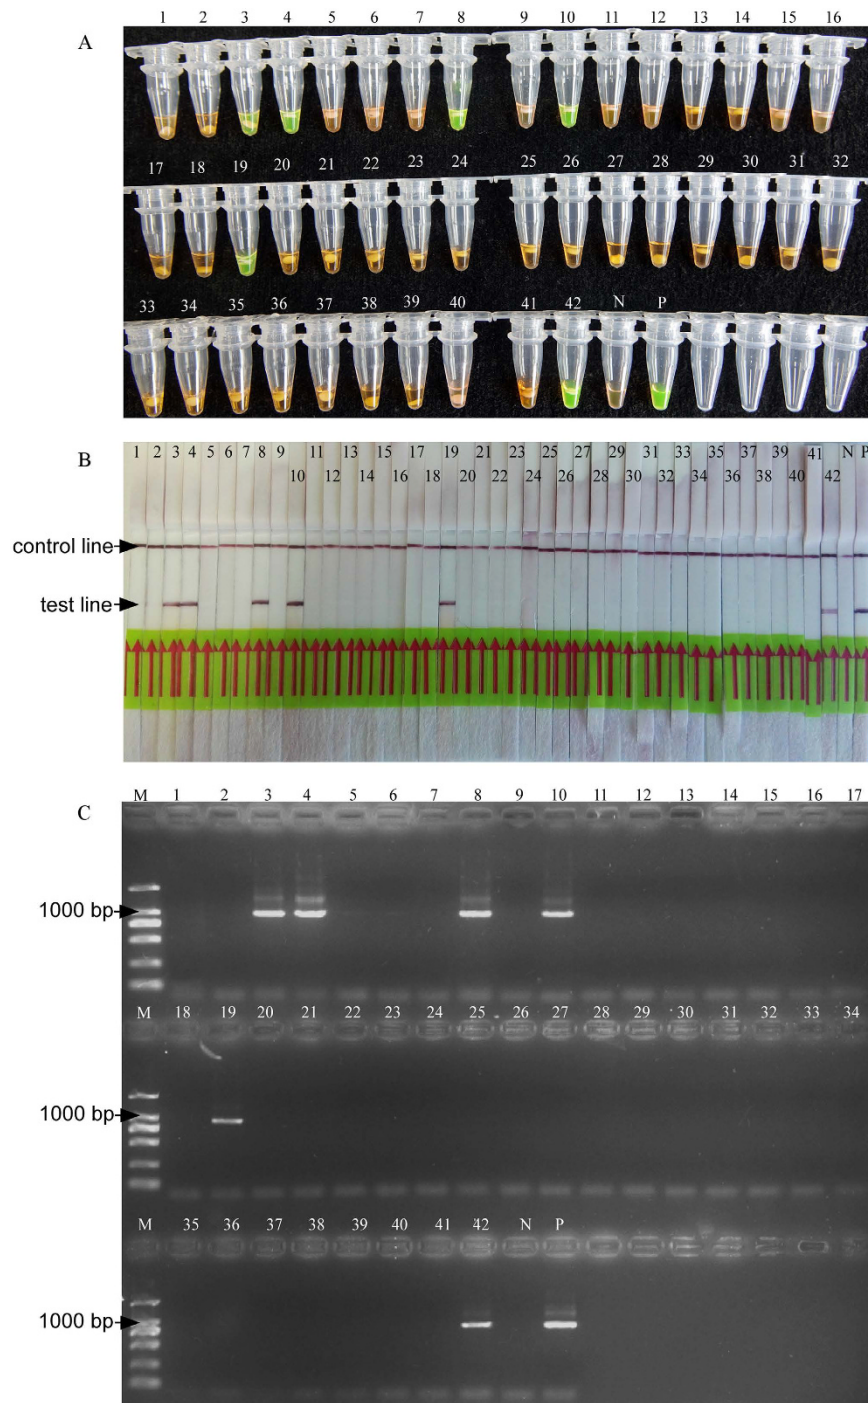 A
1 2 3 4 5 6 7 8 9 10 11 12 13 14 15 16
17 18 19 20 21 22 23 24 25 26 27 28 29 30 31 32
33 34 35 36 37 38 39 40 41 42 N P
B
1 2 3 4 5 6 7 8 9 11 13 15 17 19 21 23 25 27 29 31 33 35 37 39 41 N P
10 12 14 16 18 20 22 24 26 28 30 32 34 36 38 40 42
control line
test line
C
M 1 2 3 4 5 6 7 8 9 10 11 12 13 14 15 16 17
1000 bp
M 18 19 20 21 22 23 24 25 26 27 28 29 30 31 32 33 34
1000 bp
M 35 36 37 38 39 40 41 42 N P
1000 bp